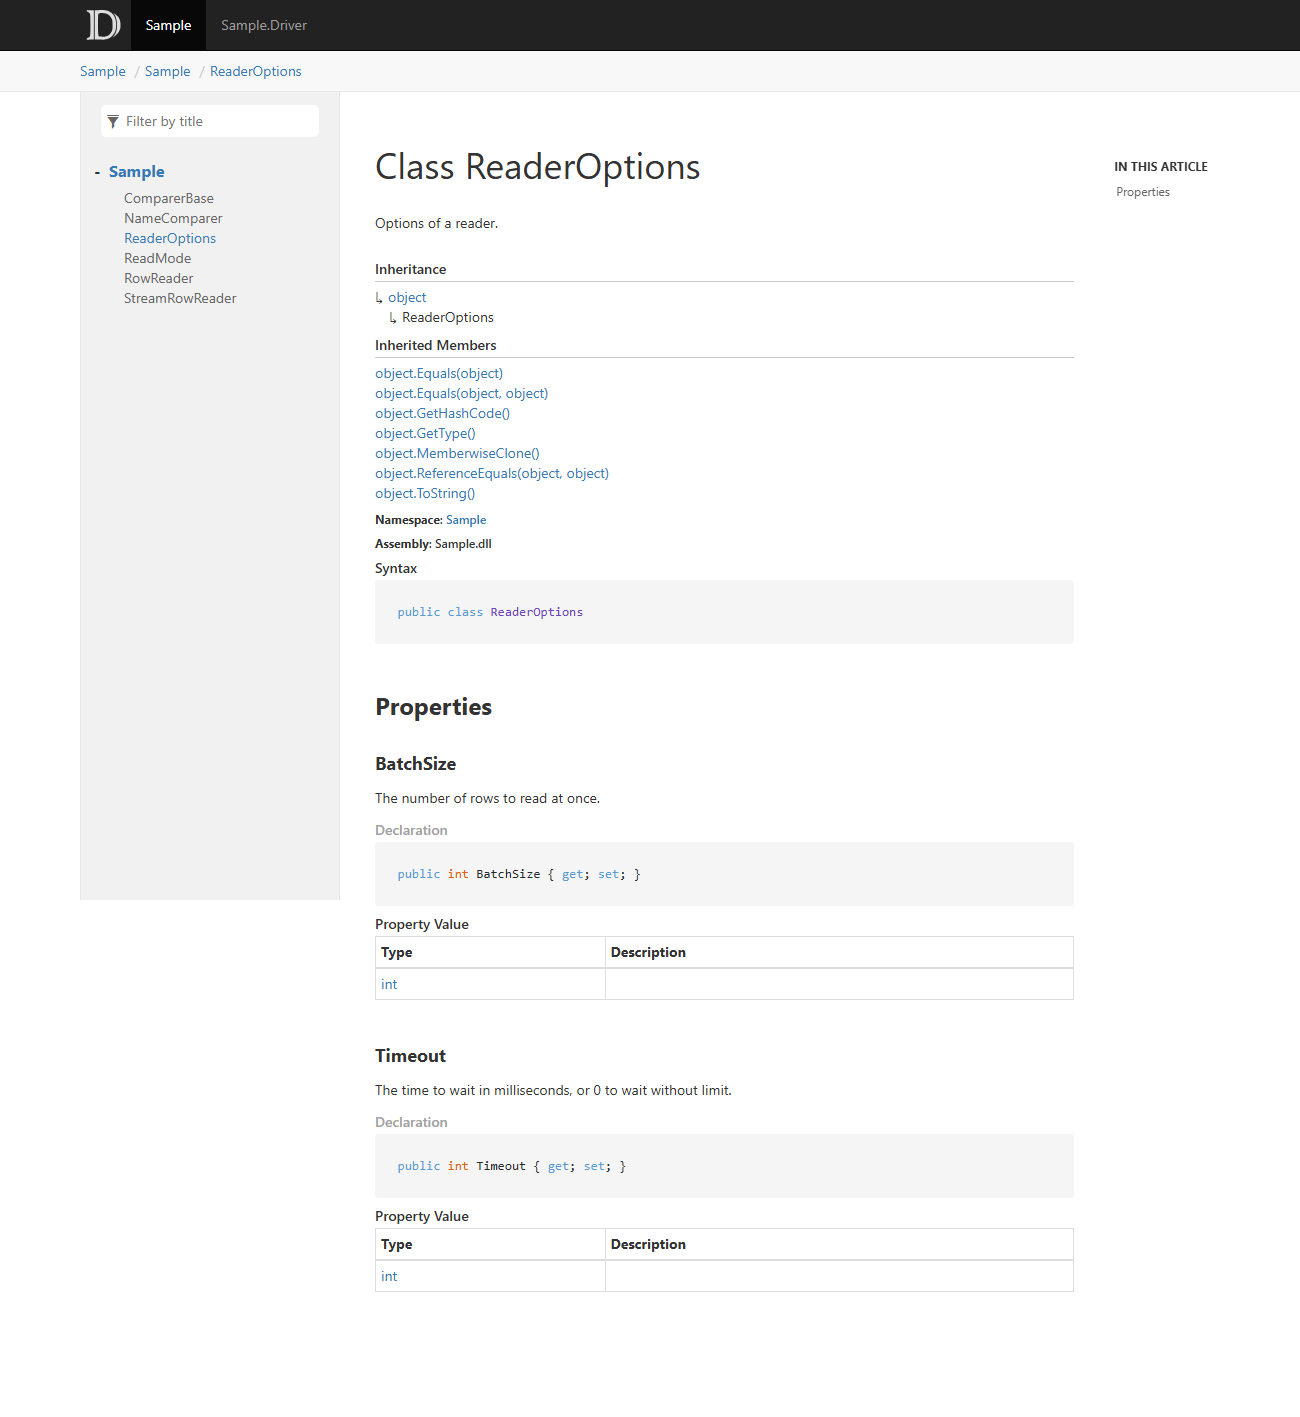 Sample Sample.Driver
Sample / Sample / ReaderOptions
Filter by title
- Sample
ComparerBase
NameComparer
ReaderOptions
ReadMode
RowReader
StreamRowReader
Class ReaderOptions
Options of a reader.
Inheritance
↳ object
↳ ReaderOptions
Inherited Members
object.Equals(object)
object.Equals(object, object)
object.GetHashCode()
object.GetType()
object.MemberwiseClone()
object.ReferenceEquals(object, object)
object.ToString()
Namespace: Sample
Assembly: Sample.dll
Syntax
public class ReaderOptions
Properties
BatchSize
The number of rows to read at once.
Declaration
public int BatchSize { get; set; }
Property Value
Type Description
int
Timeout
The time to wait in milliseconds, or 0 to wait without limit.
Declaration
public int Timeout { get; set; }
Property Value
Type Description
int
IN THIS ARTICLE
Properties